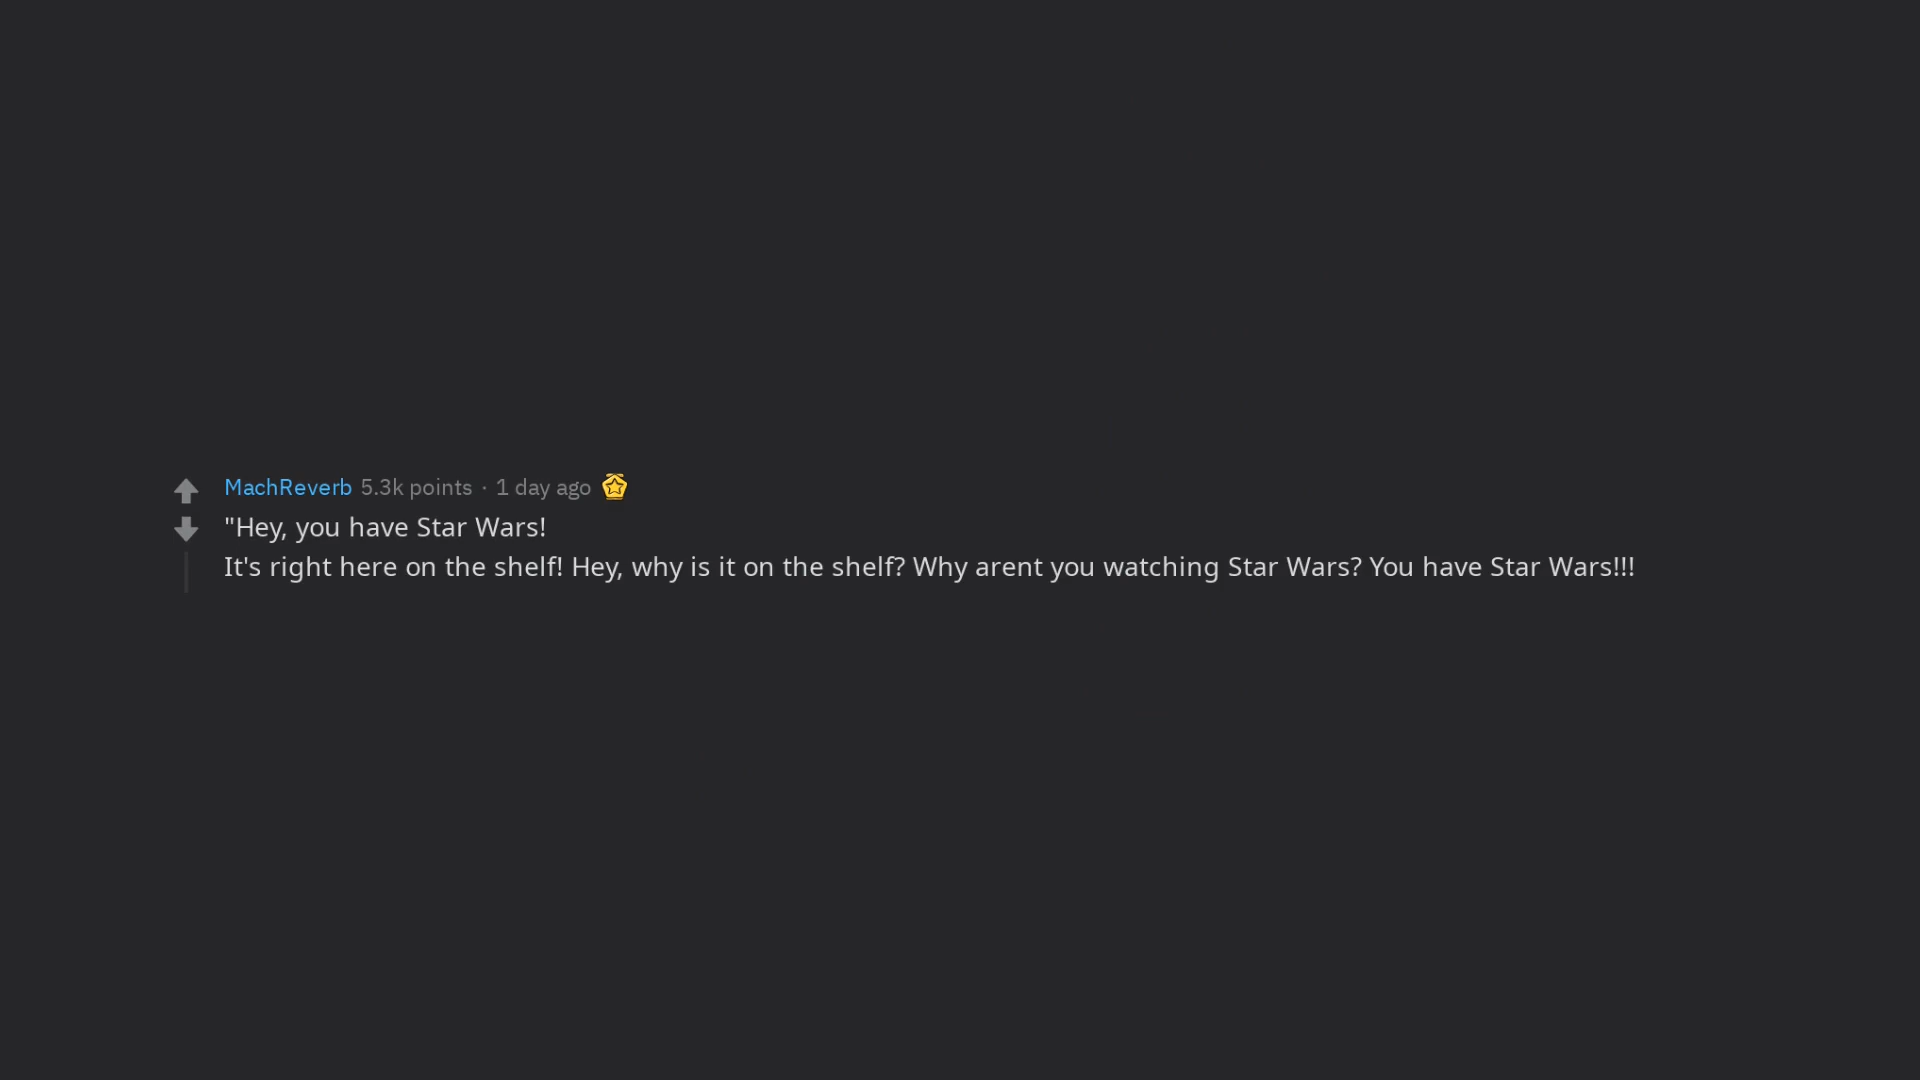 MachReverb 5.3k points · 1 day ago
"Hey, you have Star Wars!
It's right here on the shelf! Hey, why is it on the shelf? Why arent you watching Star Wars? You have Star Wars!!!